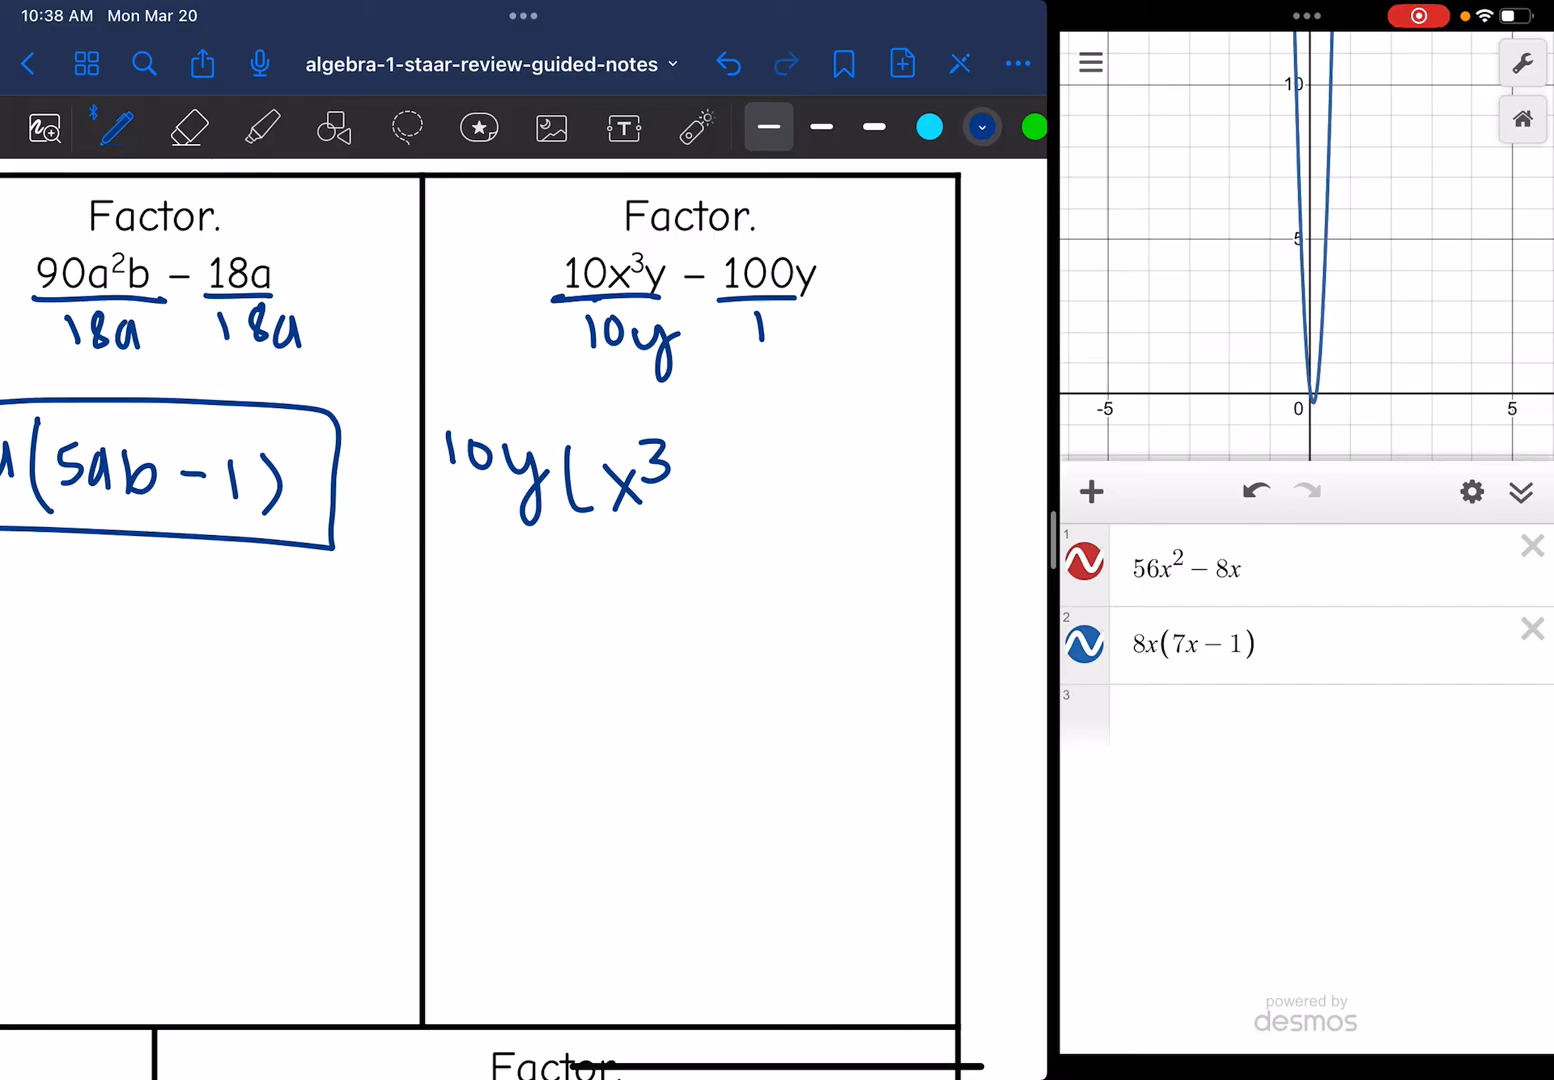 10:38 AM Mon Mar 20
algebra-1-staar-review-guided-notes
T
Factor.
90a²b − 18a
18a 18a
(5ab − 1)
Factor.
10x³y − 100y
10y 1
10y(x³
Factor.
10
5
-5 0 5
1
56x² − 8x
2
8x(7x − 1)
3
powered by
desmos